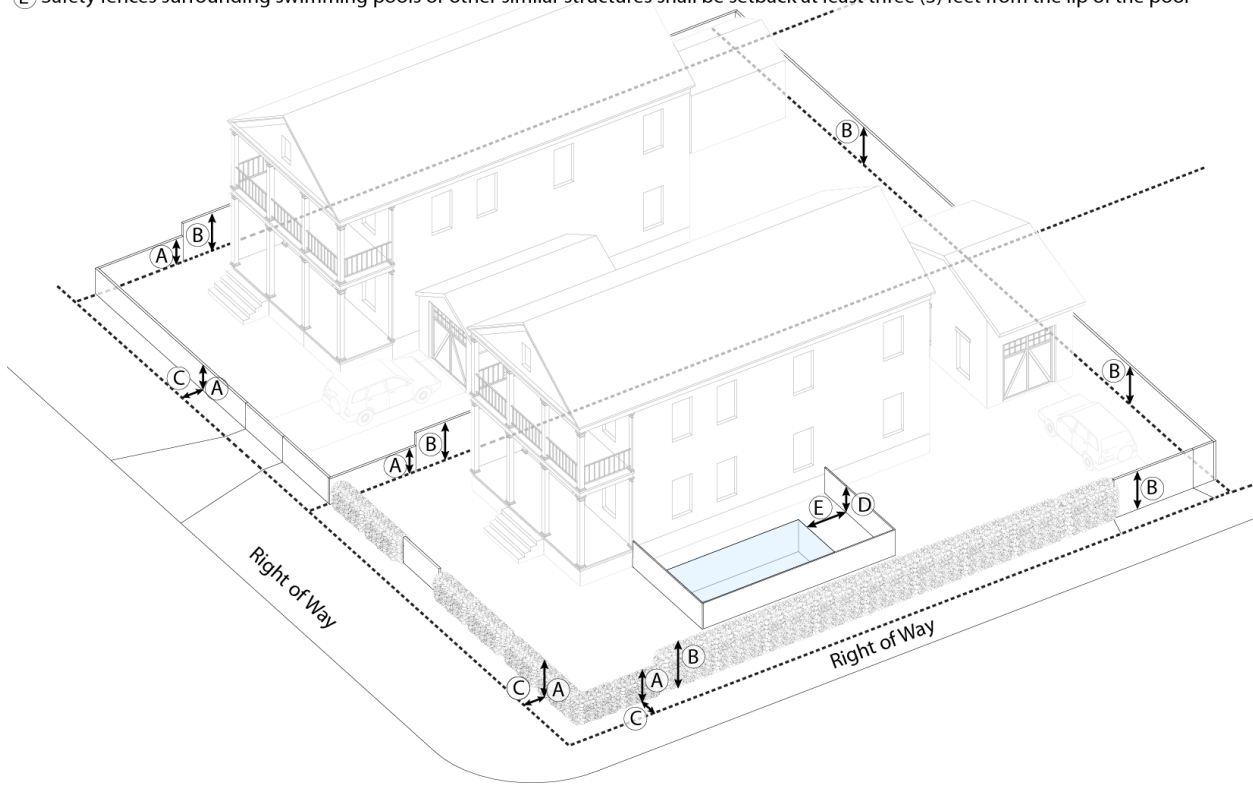 E Safety fences surrounding swimming pools or other similar structures shall be setback at least three (3) feet from the lip of the pool
B
B
A
C
A
B
B
A
B
E
D
B
A
C
A
C
Right of Way
Right of Way